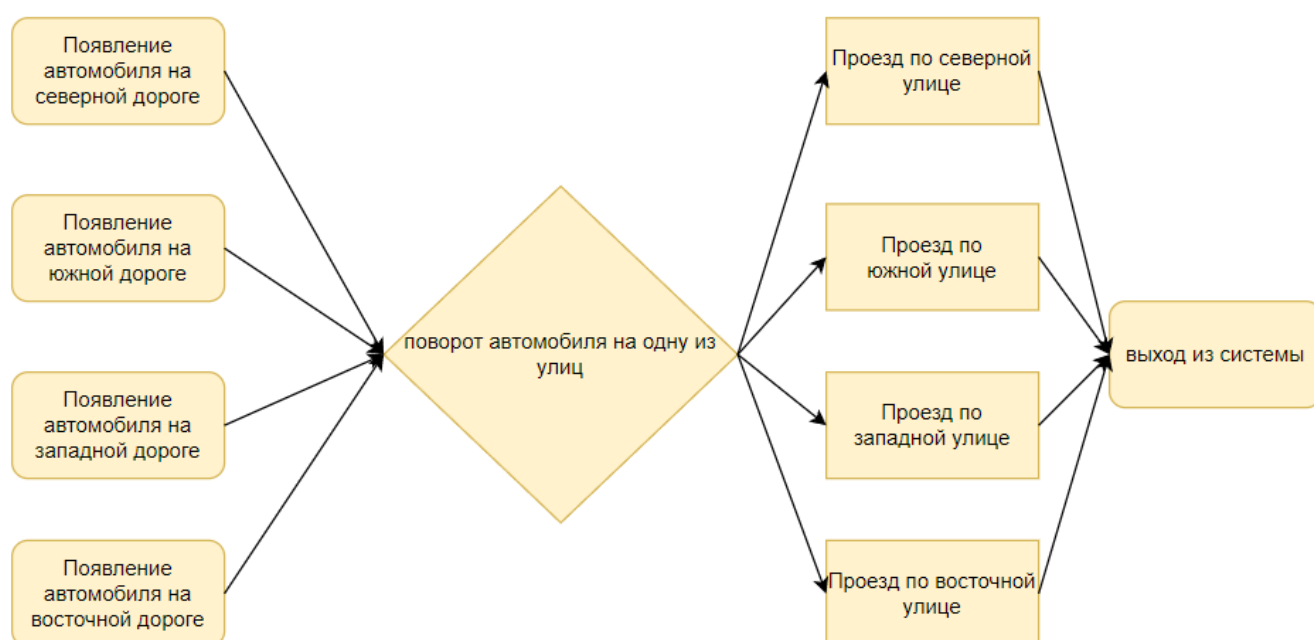 Появление
автомобиля на
северной дороге
Появление
автомобиля на
южной дороге
Появление
автомобиля на
западной дороге
Появление
автомобиля на
восточной дороге
поворот автомобиля на одну из
улиц
Проезд по северной
улице
Проезд по
южной улице
Проезд по
западной улице
Проезд по восточной
улице
выход из системы